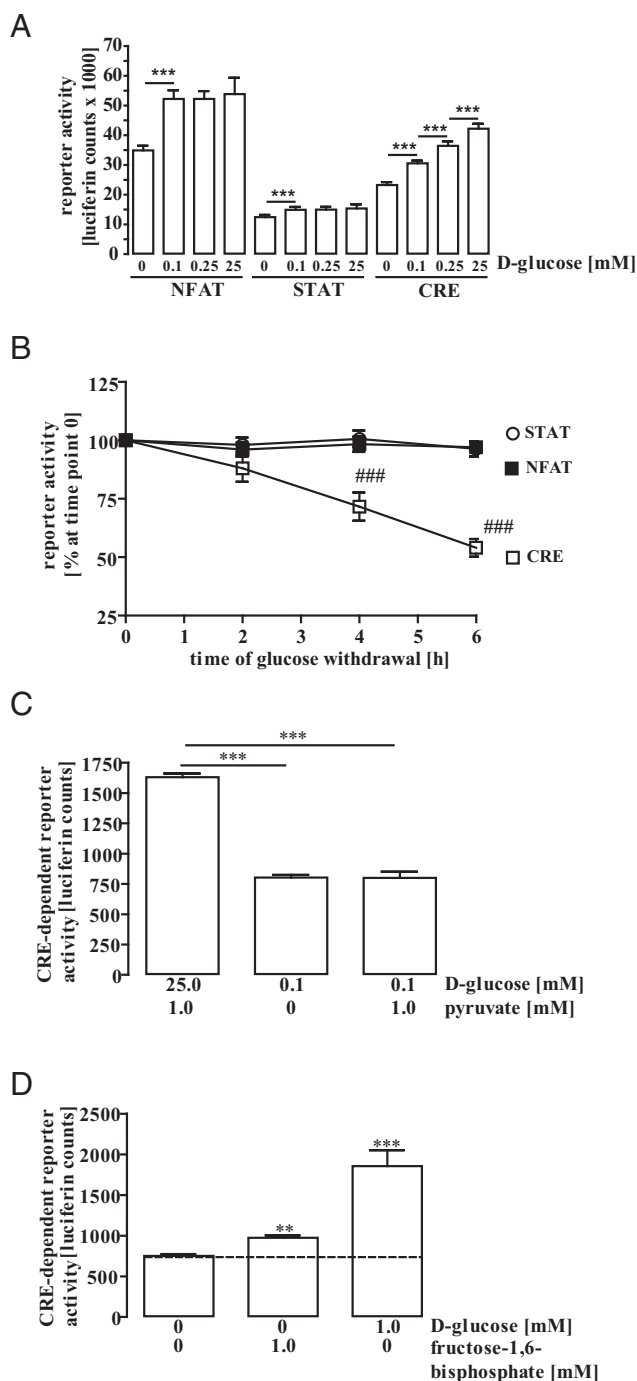 A
reporter activity
[luciferin counts x 1000]
70
60
50
40
30
20
10
0
***
***
***
***
***
0 0.1 0.25 25 0 0.1 0.25 25 0 0.1 0.25 25 D-glucose [mM]
NFAT STAT CRE
B
reporter activity
[% at time point 0]
125
100
75
50
25
STAT
NFAT
###
###
CRE
0 1 2 3 4 5 6
time of glucose withdrawal [h]
C
CRE-dependent reporter
activity [luciferin counts]
***
***
1750
1500
1250
1000
750
500
250
0
25.0 0.1 0.1 D-glucose [mM]
1.0 0 1.0 pyruvate [mM]
D
CRE-dependent reporter
activity [luciferin counts]
2500
2000
1500
1000
500
0
***
**
0 0 1.0 D-glucose [mM]
0 1.0 0 fructose-1,6-
bisphosphate [mM]